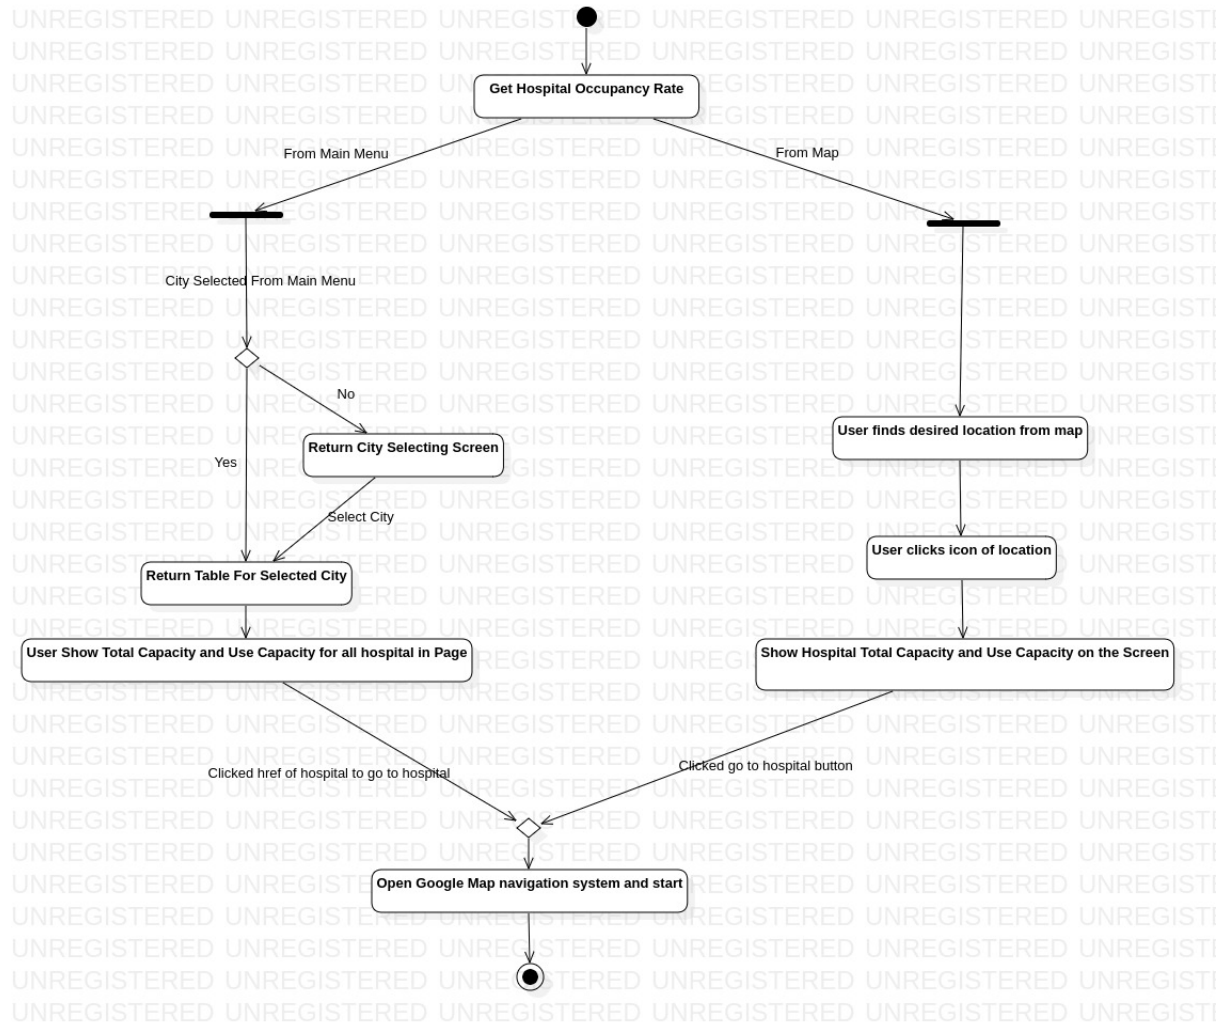 Get Hospital Occupancy Rate
From Main Menu
From Map
City Selected From Main Menu
No
User finds desired location from map
Return City Selecting Screen
Yes
Select City
User clicks icon of location
Return Table For Selected City
User Show Total Capacity and Use Capacity for all hospital in Page
Show Hospital Total Capacity and Use Capacity on the Screen
Clicked href of hospital to go to hospital
Clicked go to hospital button
Open Google Map navigation system and start
UNREGISTERED